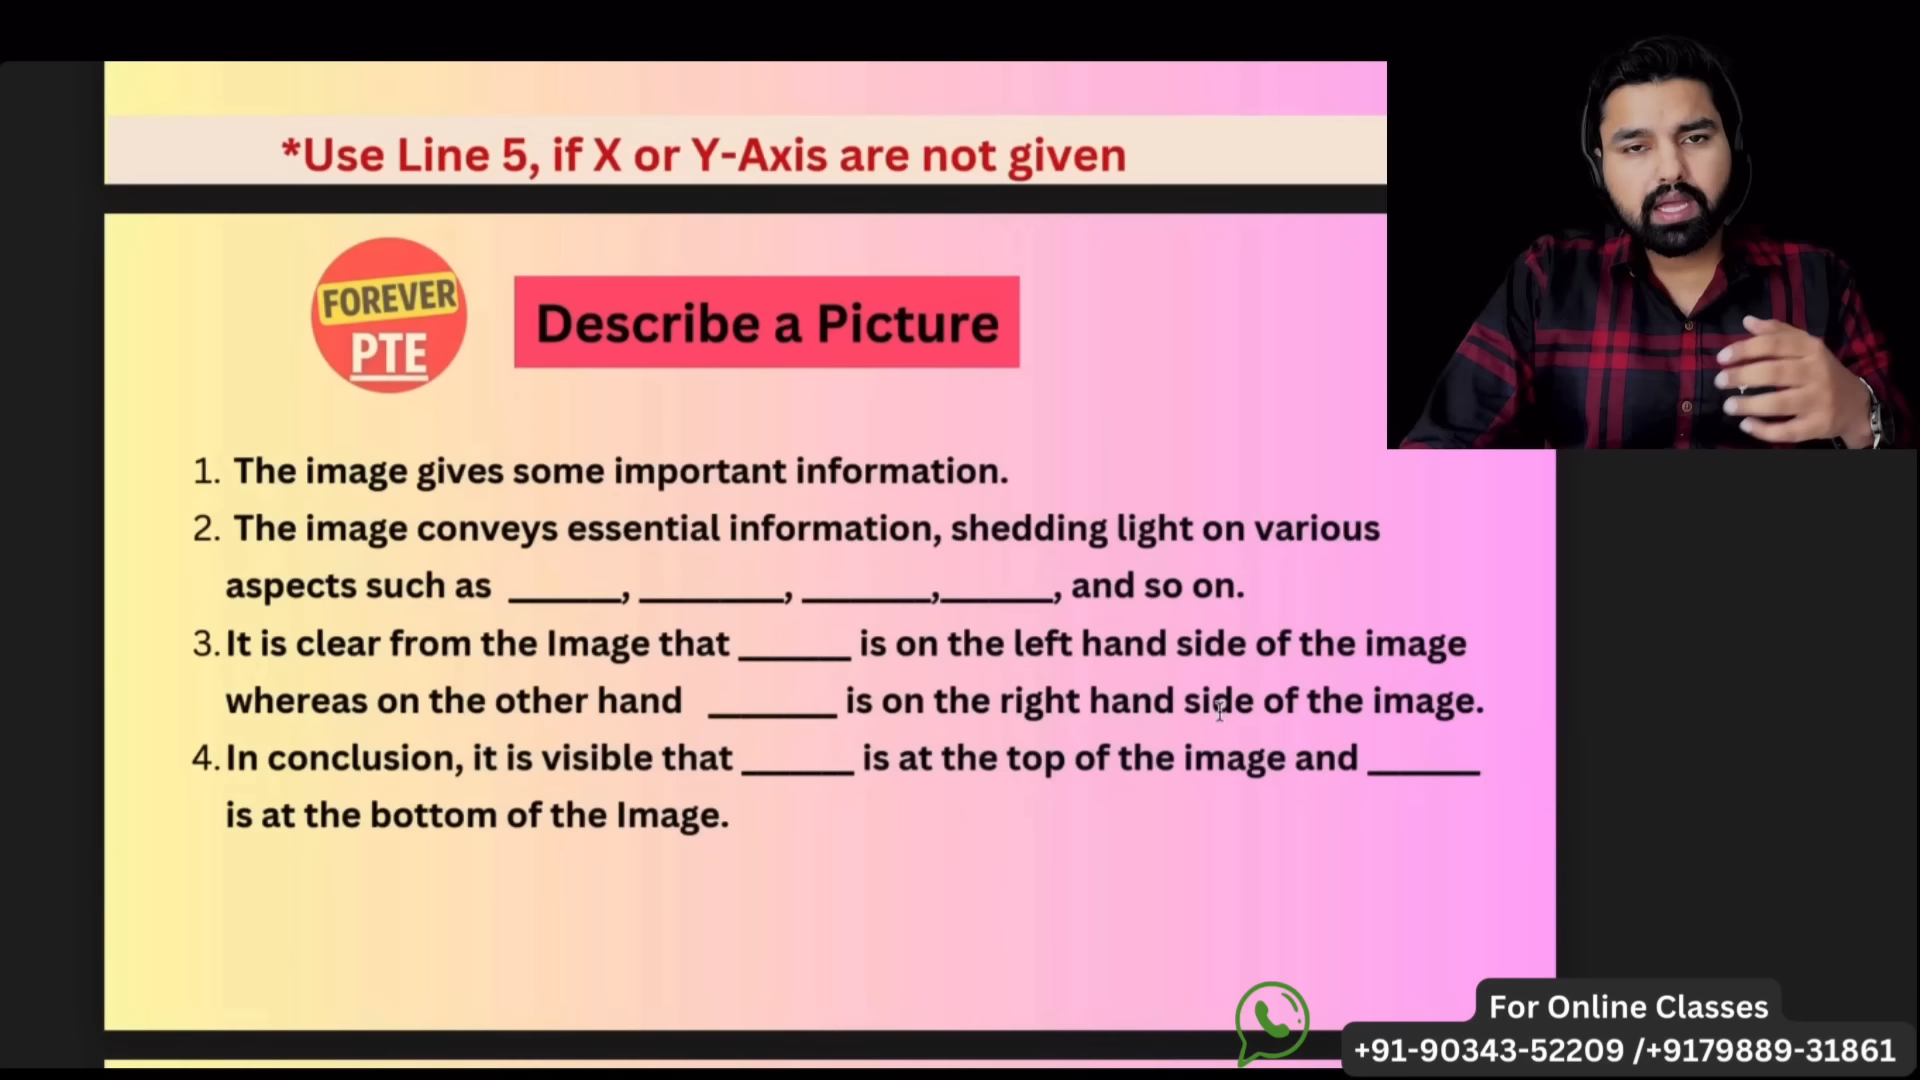 *Use Line 5, if X or Y-Axis are not given
FOREVER
PTE
Describe a Picture
1. The image gives some important information.
2. The image conveys essential information, shedding light on various
aspects such as ______, ________, _______,______, and so on.
3. It is clear from the Image that ______ is on the left hand side of the image
whereas on the other hand _______ is on the right hand side of the image.
4. In conclusion, it is visible that ______ is at the top of the image and ______
is at the bottom of the Image.
For Online Classes
+91-90343-52209 /+9179889-31861